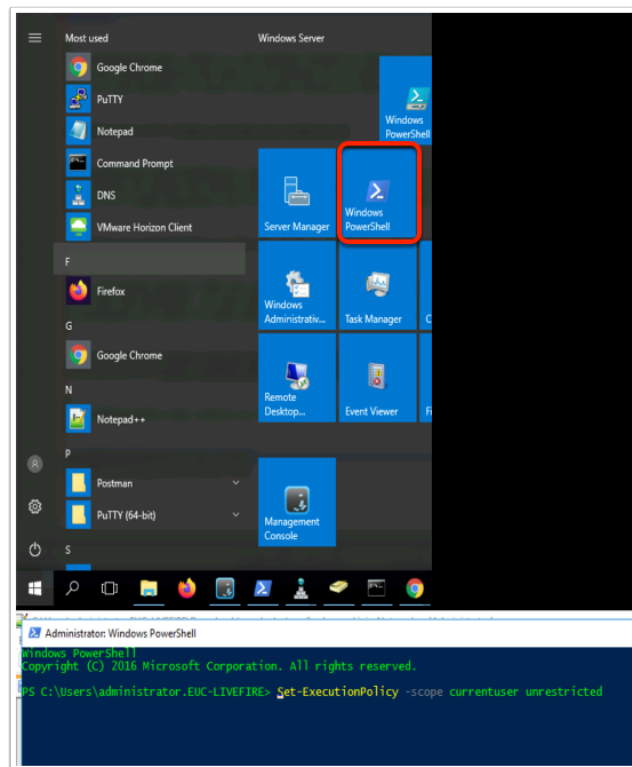 Most used
Windows Server
Google Chrome
PuTTY
Notepad
Command Prompt
DNS
VMware Horizon Client
F
Firefox
G
Google Chrome
N
Notepad++
P
Postman
PuTTY (64-bit)
S
Windows
PowerShell
Server Manager
Windows
PowerShell
Windows
Administrativ...
Task Manager
C
Remote
Desktop...
Event Viewer
Management
Console
Administrator: Windows PowerShell
Windows PowerShell
Copyright (C) 2016 Microsoft Corporation. All rights reserved.
PS C:\Users\administrator.EUC-LIVEFIRE> Set-ExecutionPolicy -scope currentuser unrestricted